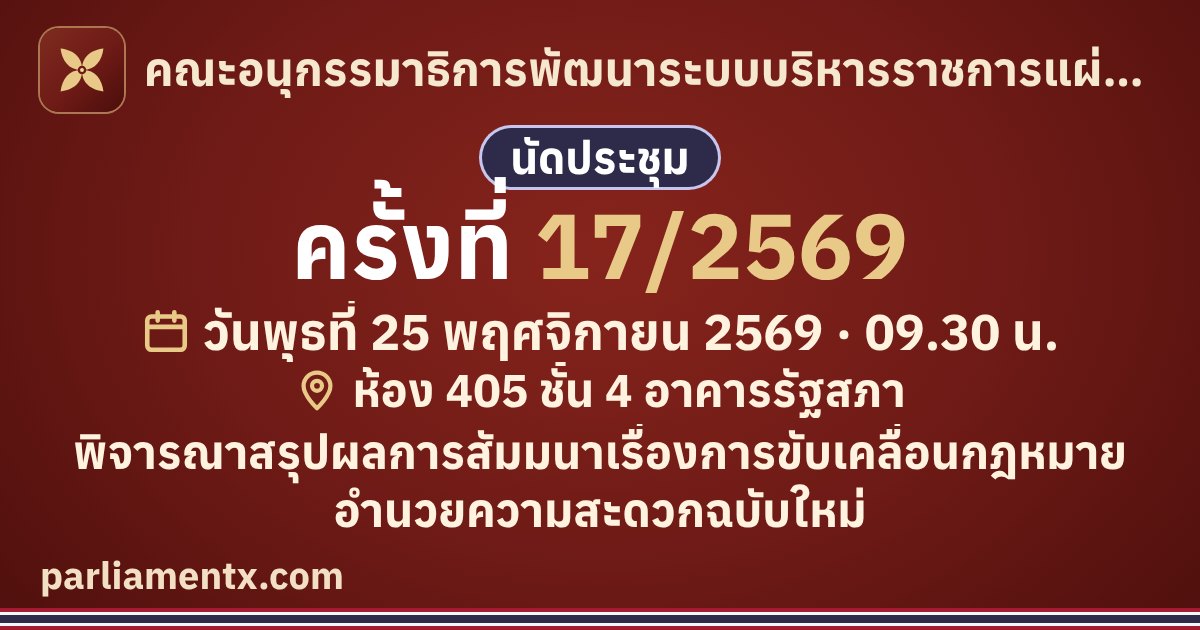 คณะอนุกรรมาธิการพัฒนาระบบบริหารราชการแผ่...
นัดประชุม
ครั้งที่ 17/2569
วันพุธที่ 25 พฤศจิกายน 2569 · 09.30 น.
ห้อง 405 ชั้น 4 อาคารรัฐสภา
พิจารณาสรุปผลการสัมมนาเรื่องการขับเคลื่อนกฎหมาย
อำนวยความสะดวกฉบับใหม่
parliamentx.com